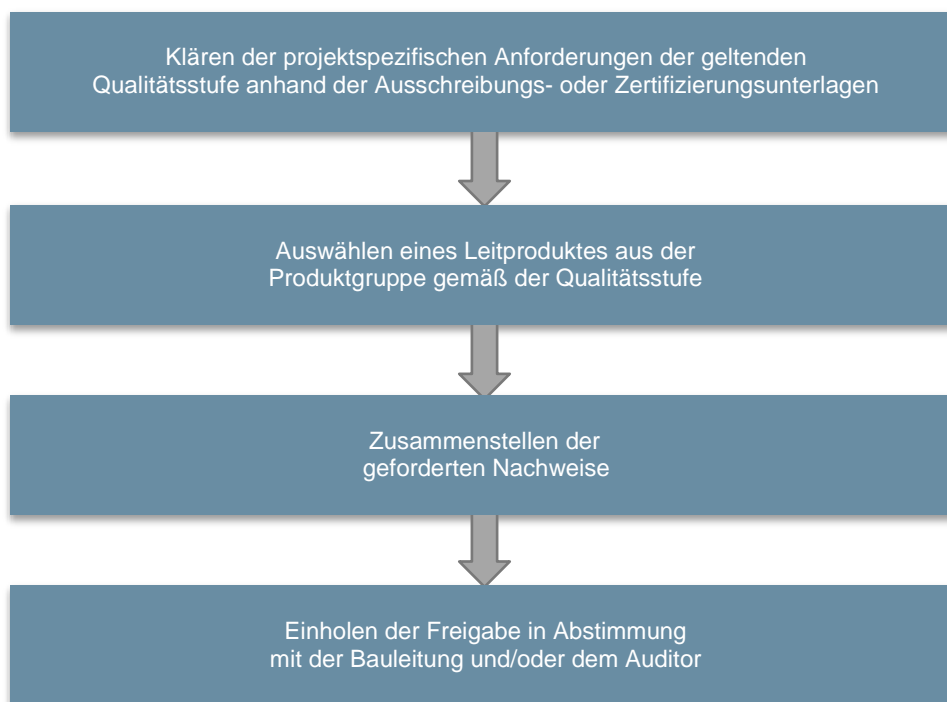 Klären der projektspezifischen Anforderungen der geltenden
Qualitätsstufe anhand der Ausschreibungs- oder Zertifizierungsunterlagen
Auswählen eines Leitproduktes aus der
Produktgruppe gemäß der Qualitätsstufe
Zusammenstellen der
geforderten Nachweise
Einholen der Freigabe in Abstimmung
mit der Bauleitung und/oder dem Auditor